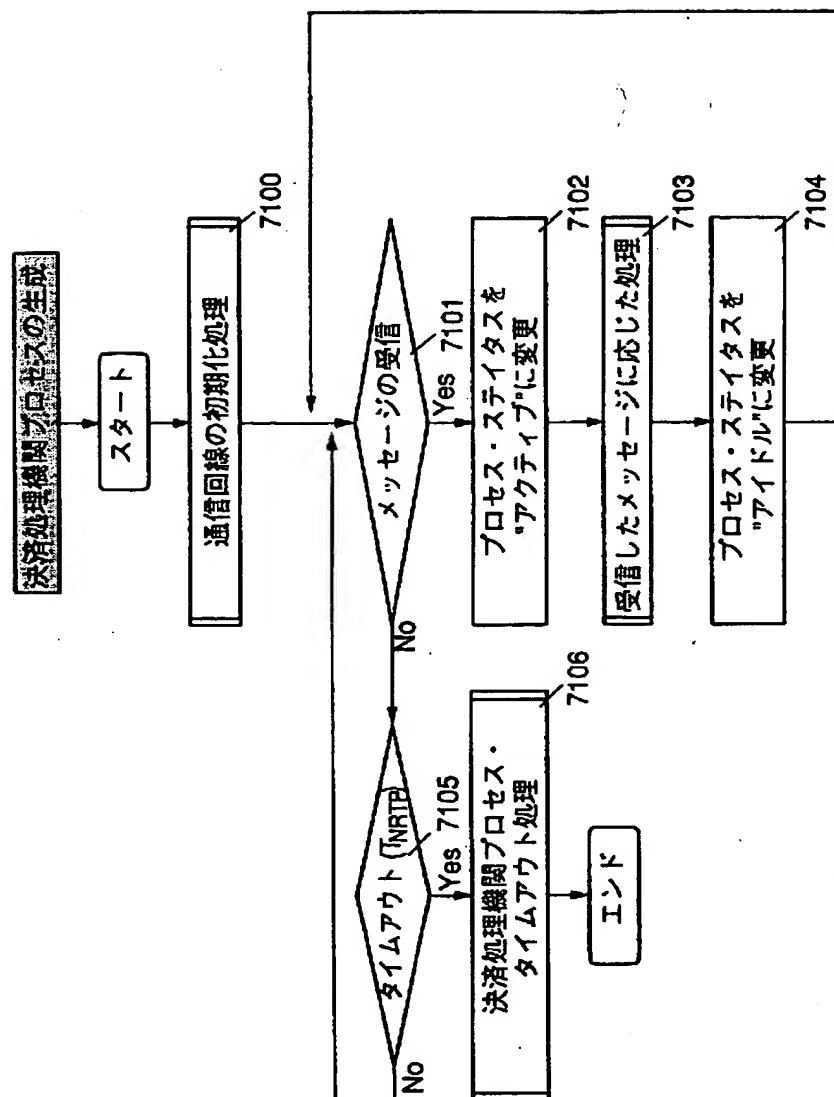 決済処理機関プロセスの生成
スタート
通信回線の初期化処理
7100
メッセージの受信
7101
Yes
No
プロセス・ステイタスを
"アクティブ"に変更
7102
受信したメッセージに応じた処理
7103
プロセス・ステイタスを
"アイドル"に変更
7104
タイムアウト(TNRTP)
7105
Yes
No
決済処理機関プロセス・
タイムアウト処理
7106
エンド